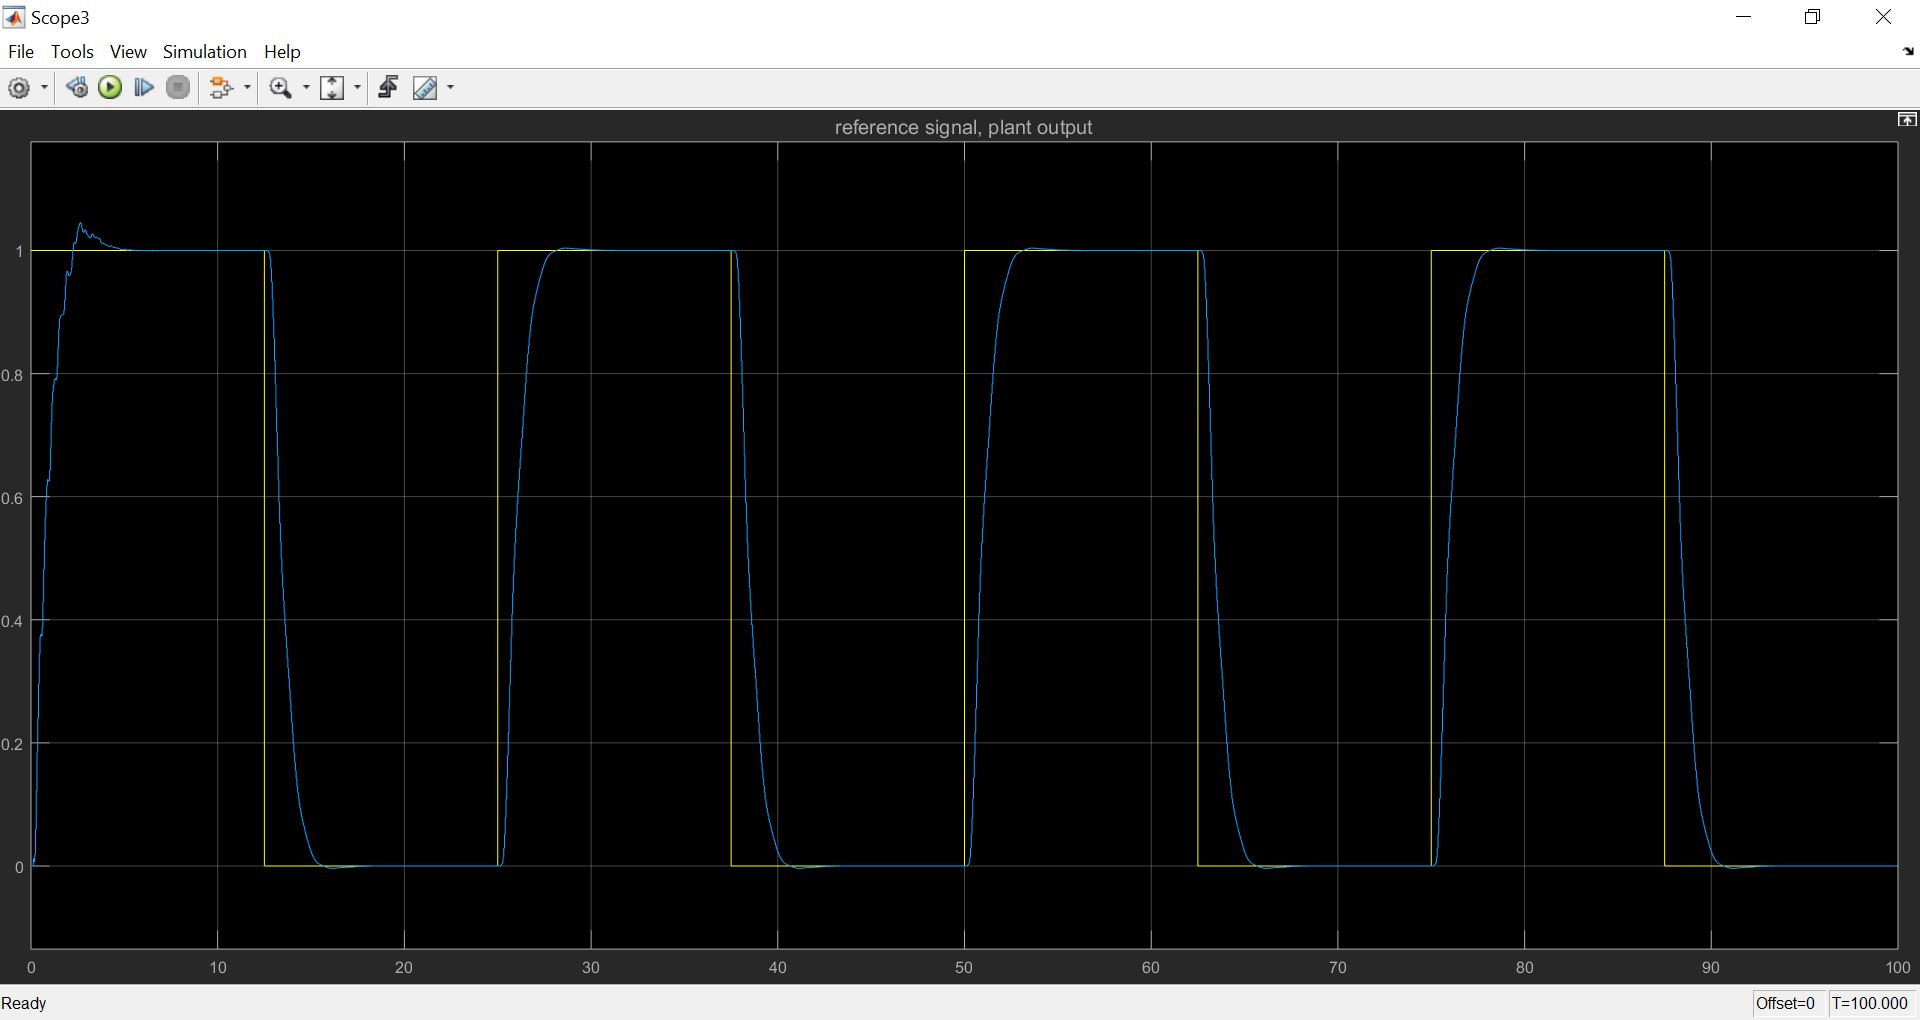 Scope3
File Tools View Simulation Help
reference signal, plant output
1
0.8
0.6
0.4
0.2
0
0 10 20 30 40 50 60 70 80 90 100
Ready Offset=0 T=100.000